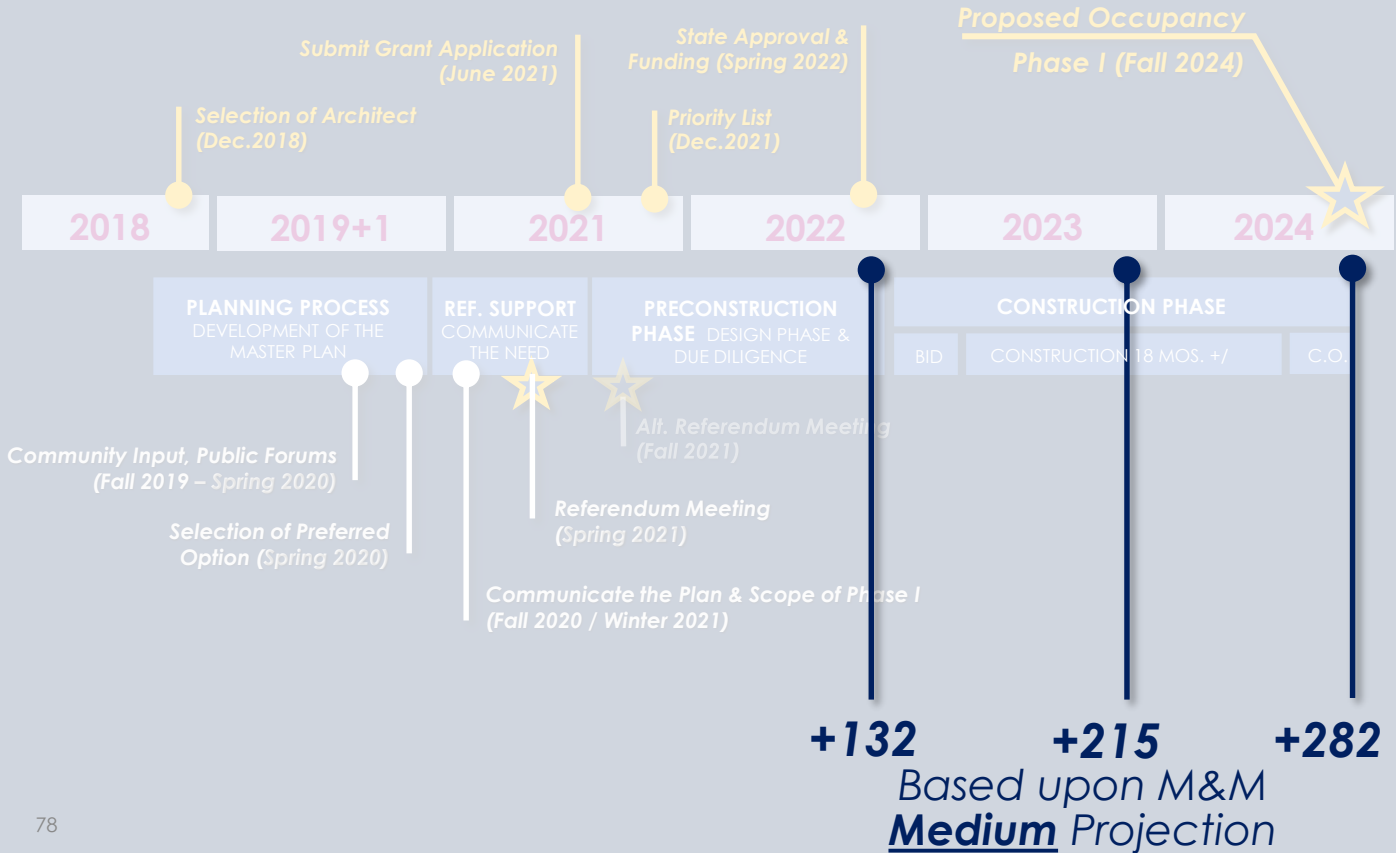 Proposed Occupancy
Phase I (Fall 2024)
Submit Grant Application
(June 2021)
State Approval &
Funding (Spring 2022)
Selection of Architect
(Dec.2018)
Priority List
(Dec.2021)
2018
2019+1
2021
2022
2023
2024
PLANNING PROCESS
DEVELOPMENT OF THE
MASTER PLAN
REF. SUPPORT
COMMUNICATE
THE NEED
PRECONSTRUCTION
PHASE DESIGN PHASE &
DUE DILIGENCE
CONSTRUCTION PHASE
BID
CONSTRUCTION 18 MOS. +/
C.O.
Alt. Referendum Meeting
(Fall 2021)
Community Input, Public Forums
(Fall 2019 – Spring 2020)
Referendum Meeting
(Spring 2021)
Selection of Preferred
Option (Spring 2020)
Communicate the Plan & Scope of Phase I
(Fall 2020 / Winter 2021)
+132
+215
+282
Based upon M&M
Medium Projection
78